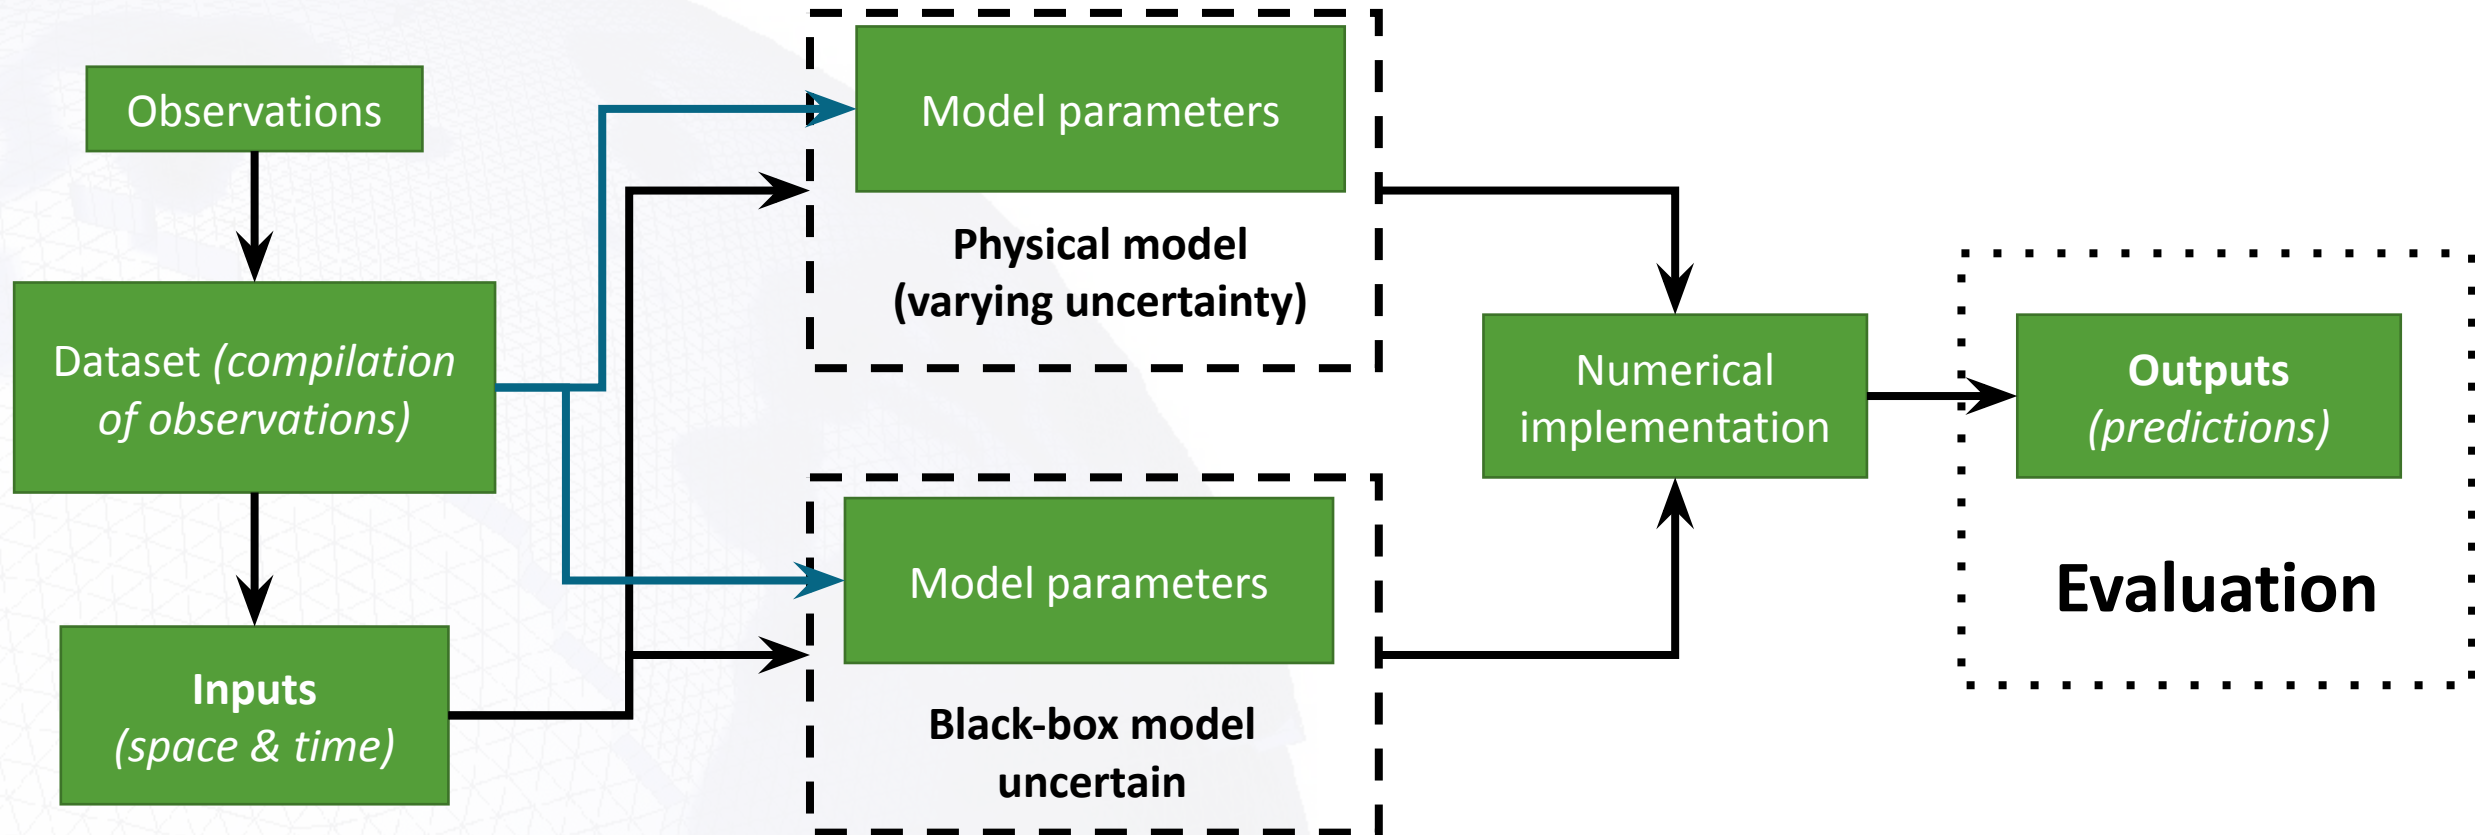 Observations
Dataset (compilation
of observations)
Inputs
(space & time)
Model parameters
Physical model
(varying uncertainty)
Model parameters
Black-box model
uncertain
Numerical
implementation
Outputs
(predictions)
Evaluation